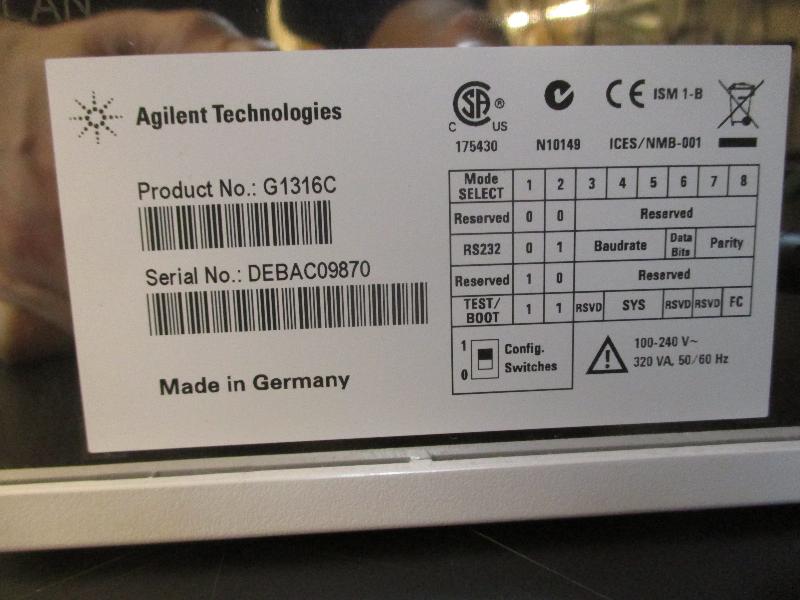 CAN
Agilent Technologies
Product No.: G1316C
Serial No.: DEBAC09870
Made in Germany
CSA ®
C US
175430
N10149
CE ISM 1-B
ICES/NMB-001
Mode SELECT 1 2 3 4 5 6 7 8
Reserved 0 0 Reserved
RS232 0 1 Baudrate Data Bits Parity
Reserved 1 0 Reserved
TEST/ BOOT 1 1 RSVD SYS RSVD RSVD FC
1
0
Config.
Switches
100-240 V~
320 VA, 50/60 Hz